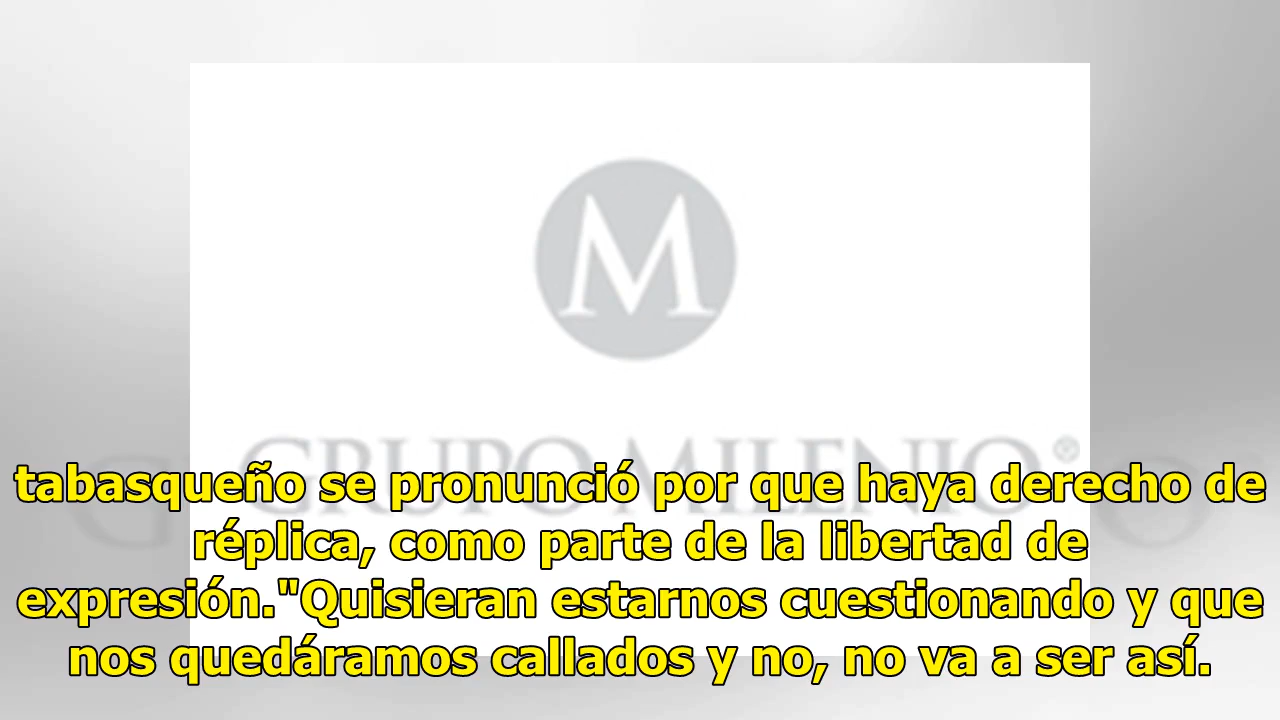 M
GRUPO MILENIO®
tabasqueño se pronunció por que haya derecho de
réplica, como parte de la libertad de
expresión."Quisieran estarnos cuestionando y que
nos quedáramos callados y no, no va a ser así.